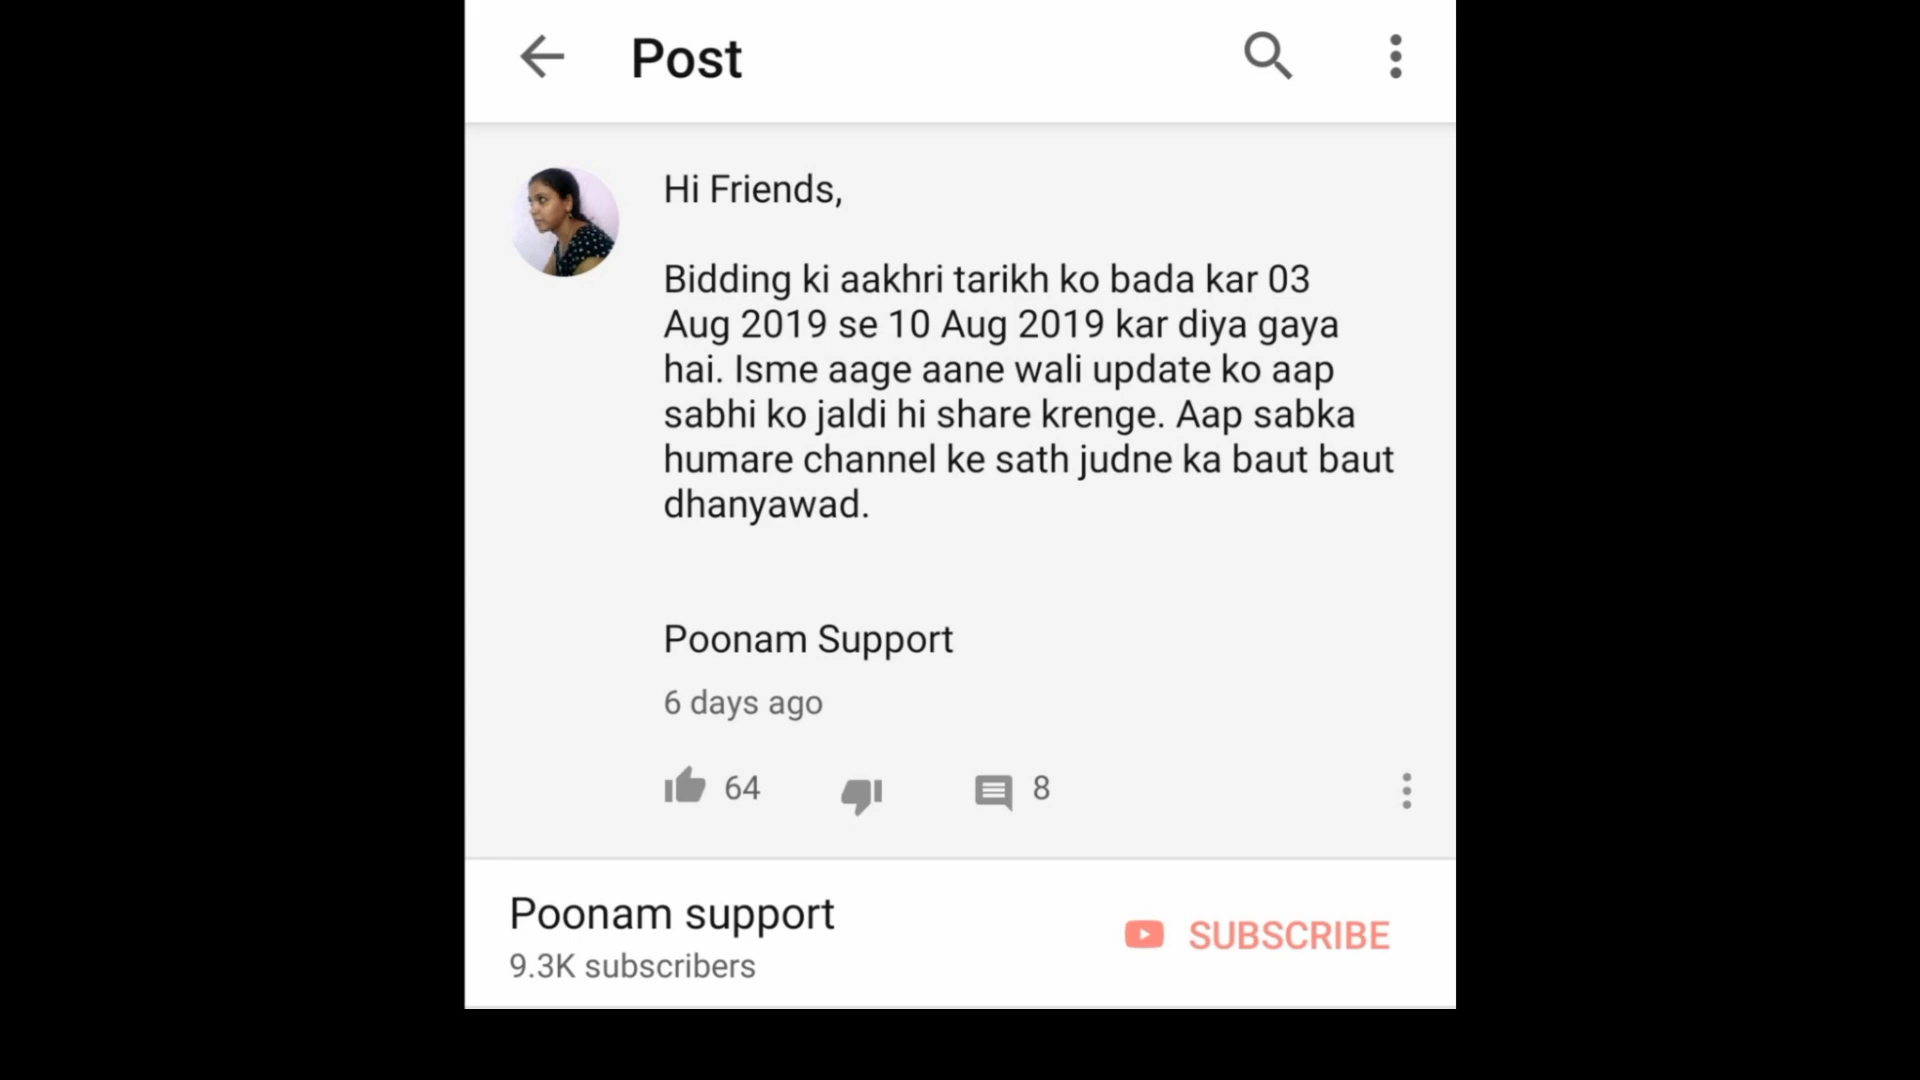 Post
Hi Friends,
Bidding ki aakhri tarikh ko bada kar 03
Aug 2019 se 10 Aug 2019 kar diya gaya
hai. Isme aage aane wali update ko aap
sabhi ko jaldi hi share krenge. Aap sabka
humare channel ke sath judne ka baut baut
dhanyawad.
Poonam Support
6 days ago
64 8
Poonam support
SUBSCRIBE
9.3K subscribers